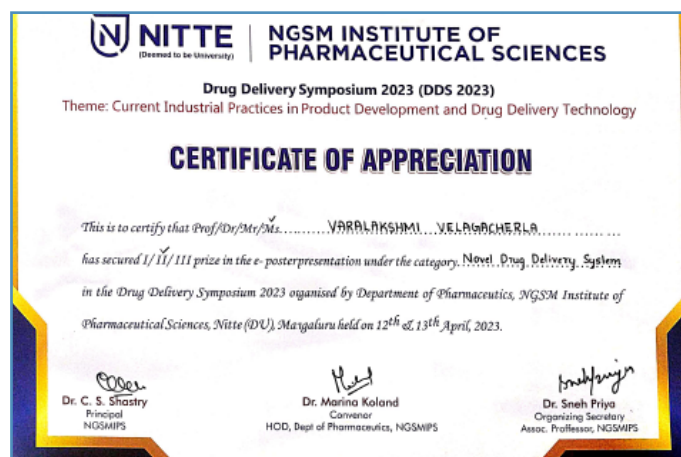 NITTE
(Deemed to be University)
NGSM INSTITUTE OF
PHARMACEUTICAL SCIENCES
Drug Delivery Symposium 2023 (DDS 2023)
Theme: Current Industrial Practices in Product Development and Drug Delivery Technology
CERTIFICATE OF APPRECIATION
This is to certify that Prof/Dr/Mr/Ms. VARALAKSHMI VELAGACHERLA
has secured I/II/III prize in the e- posterpresentation under the category. Novel Drug Delivery System
in the Drug Delivery Symposium 2023 organised by Department of Pharmaceutics, NGSM Institute of
Pharmaceutical Sciences, Nitte (DU), Mangaluru held on 12th & 13th April, 2023.
Dr. C. S. Shastry
Principal
NGSMIPS
Dr. Marina Koland
Convenor
HOD, Dept of Pharmaceutics, NGSMIPS
Dr. Sneh Priya
Organizing Secretary
Assoc. Proffessor, NGSMIPS